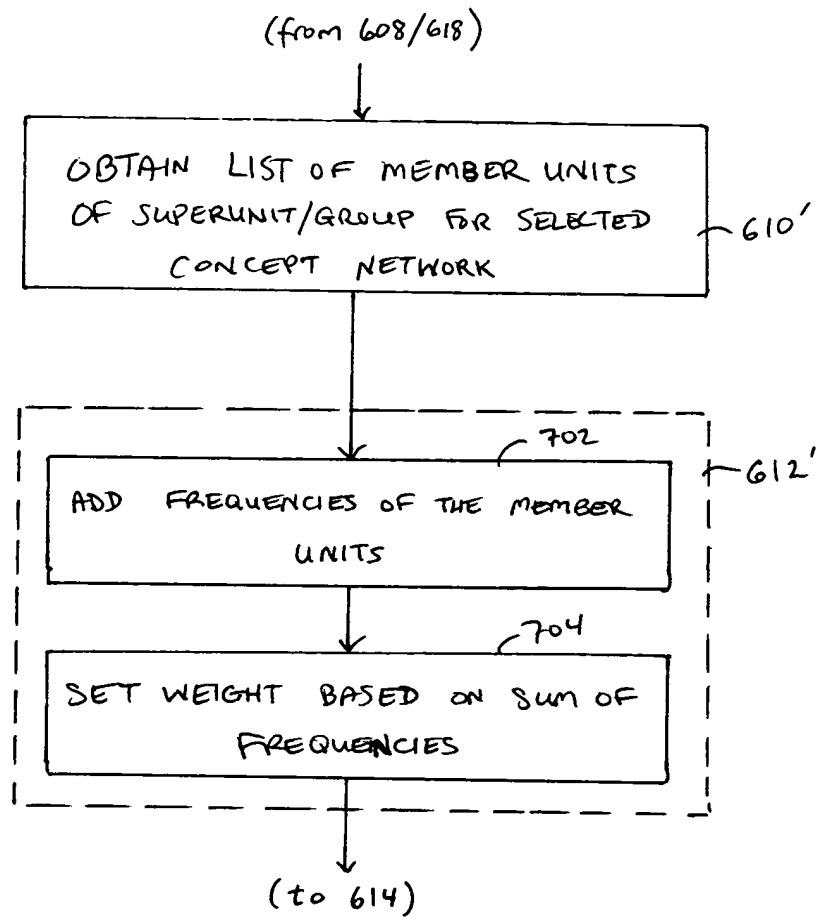 (from 608/618)
OBTAIN LIST OF MEMBER UNITS
OF SUPERUNIT/GROUP FOR SELECTED
CONCEPT NETWORK
610'
702
612'
ADD FREQUENCIES OF THE MEMBER
UNITS
704
SET WEIGHT BASED ON SUM OF
FREQUENCIES
(to 614)